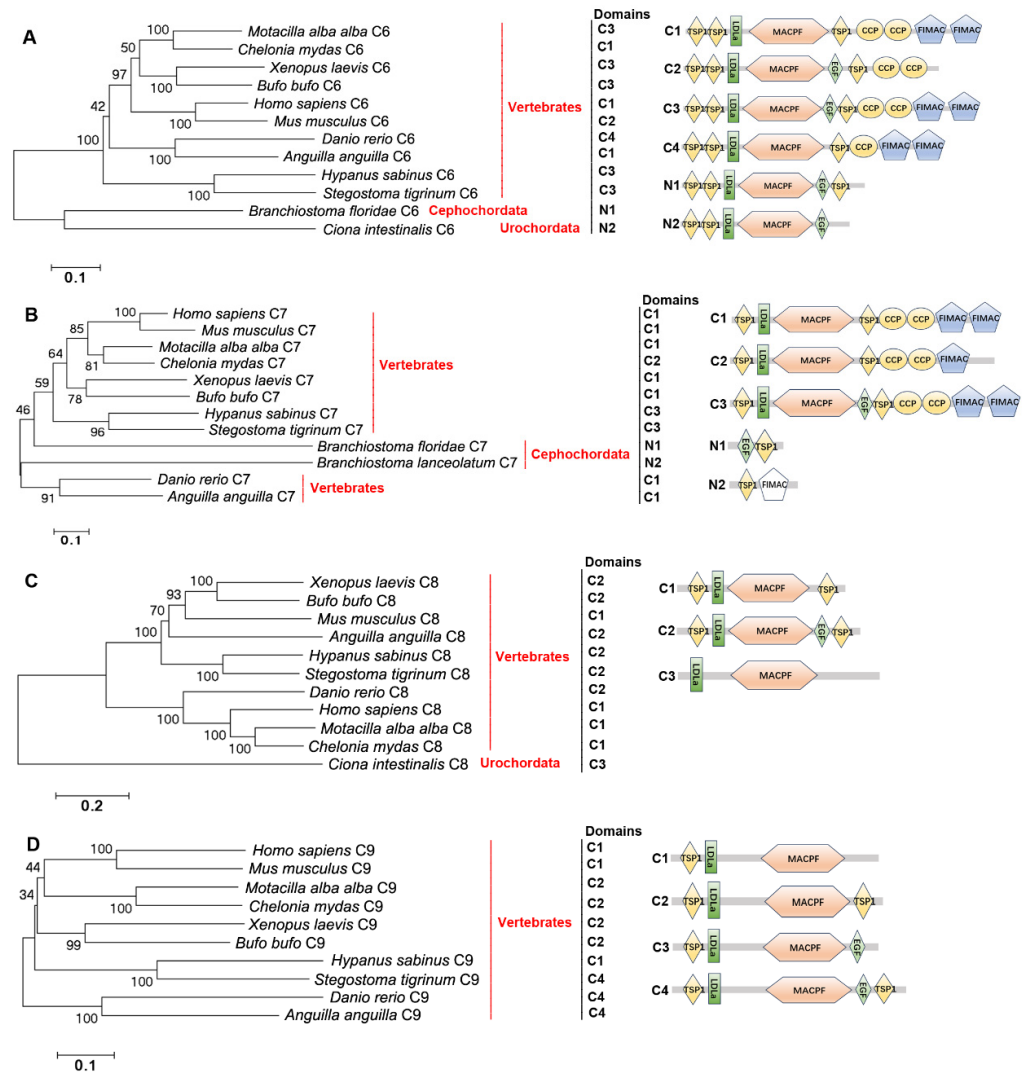 A
Domains
100 Motacilla alba alba C6 C3
50 Chelonia mydas C6 C1
97 Xenopus laevis C6 C3
100 Bufo bufo C6 C3
42 Homo sapiens C6 C1
100 Mus musculus C6 C2
Vertebrates
100 Danio rerio C6 C4
100 Anguilla anguilla C6 C1
Hypanus sabinus C6 C3
100 Stegostoma tigrinum C6 C3
Branchiostoma floridae C6 Cephochordata N1
Ciona intestinalis C6 Urochordata N2
0.1
C1 TSP1 TSP1 LDLa MACPF TSP1 CCP CCP FIMAC FIMAC
C2 TSP1 TSP1 LDLa MACPF EGF TSP1 CCP CCP
C3 TSP1 TSP1 LDLa MACPF EGF TSP1 CCP CCP FIMAC FIMAC
C4 TSP1 TSP1 LDLa MACPF TSP1 CCP FIMAC FIMAC
N1 TSP1 TSP1 LDLa MACPF EGF TSP1
N2 TSP1 TSP1 LDLa MACPF EGF
B
Domains
100 Homo sapiens C7 C1
85 Mus musculus C7 C1
Motacilla alba alba C7 C1
64 81 Chelonia mydas C7 C2
Vertebrates
59 Xenopus laevis C7 C1
78 Bufo bufo C7 C1
46 Hypanus sabinus C7 C3
96 Stegostoma tigrinum C7 C3
Branchiostoma floridae C7 N1
Cephochordata
Branchiostoma lanceolatum C7 N2
Danio rerio C7 C1
Vertebrates
91 Anguilla anguilla C7 C1
0.1
C1 TSP1 LDLa MACPF TSP1 CCP CCP FIMAC FIMAC
C2 TSP1 LDLa MACPF TSP1 CCP CCP FIMAC
C3 TSP1 LDLa MACPF EGF TSP1 CCP CCP FIMAC FIMAC
N1 EGF TSP1
N2 TSP1 FIMAC
C
Domains
100 Xenopus laevis C8 C2
93 Bufo bufo C8 C2
70 Mus musculus C8 C1
100 Anguilla anguilla C8 C2
Hypanus sabinus C8 C2
Vertebrates
100 Stegostoma tigrinum C8 C2
Danio rerio C8 C2
100 Homo sapiens C8 C1
100 Motacilla alba alba C8 C1
100 Chelonia mydas C8 C1
Ciona intestinalis C8 Urochordata C3
0.2
C1 TSP1 LDLa MACPF TSP1
C2 TSP1 LDLa MACPF EGF TSP1
C3 LDLa MACPF
D
Domains
100 Homo sapiens C9 C1
44 Mus musculus C9 C1
34 Motacilla alba alba C9 C2
100 Chelonia mydas C9 C2
Xenopus laevis C9 C2
Vertebrates
99 Bufo bufo C9 C2
Hypanus sabinus C9 C1
100 Stegostoma tigrinum C9 C4
Danio rerio C9 C4
100 Anguilla anguilla C9 C4
0.1
C1 TSP1 LDLa MACPF
C2 TSP1 LDLa MACPF TSP1
C3 TSP1 LDLa MACPF EGF
C4 TSP1 LDLa MACPF EGF TSP1